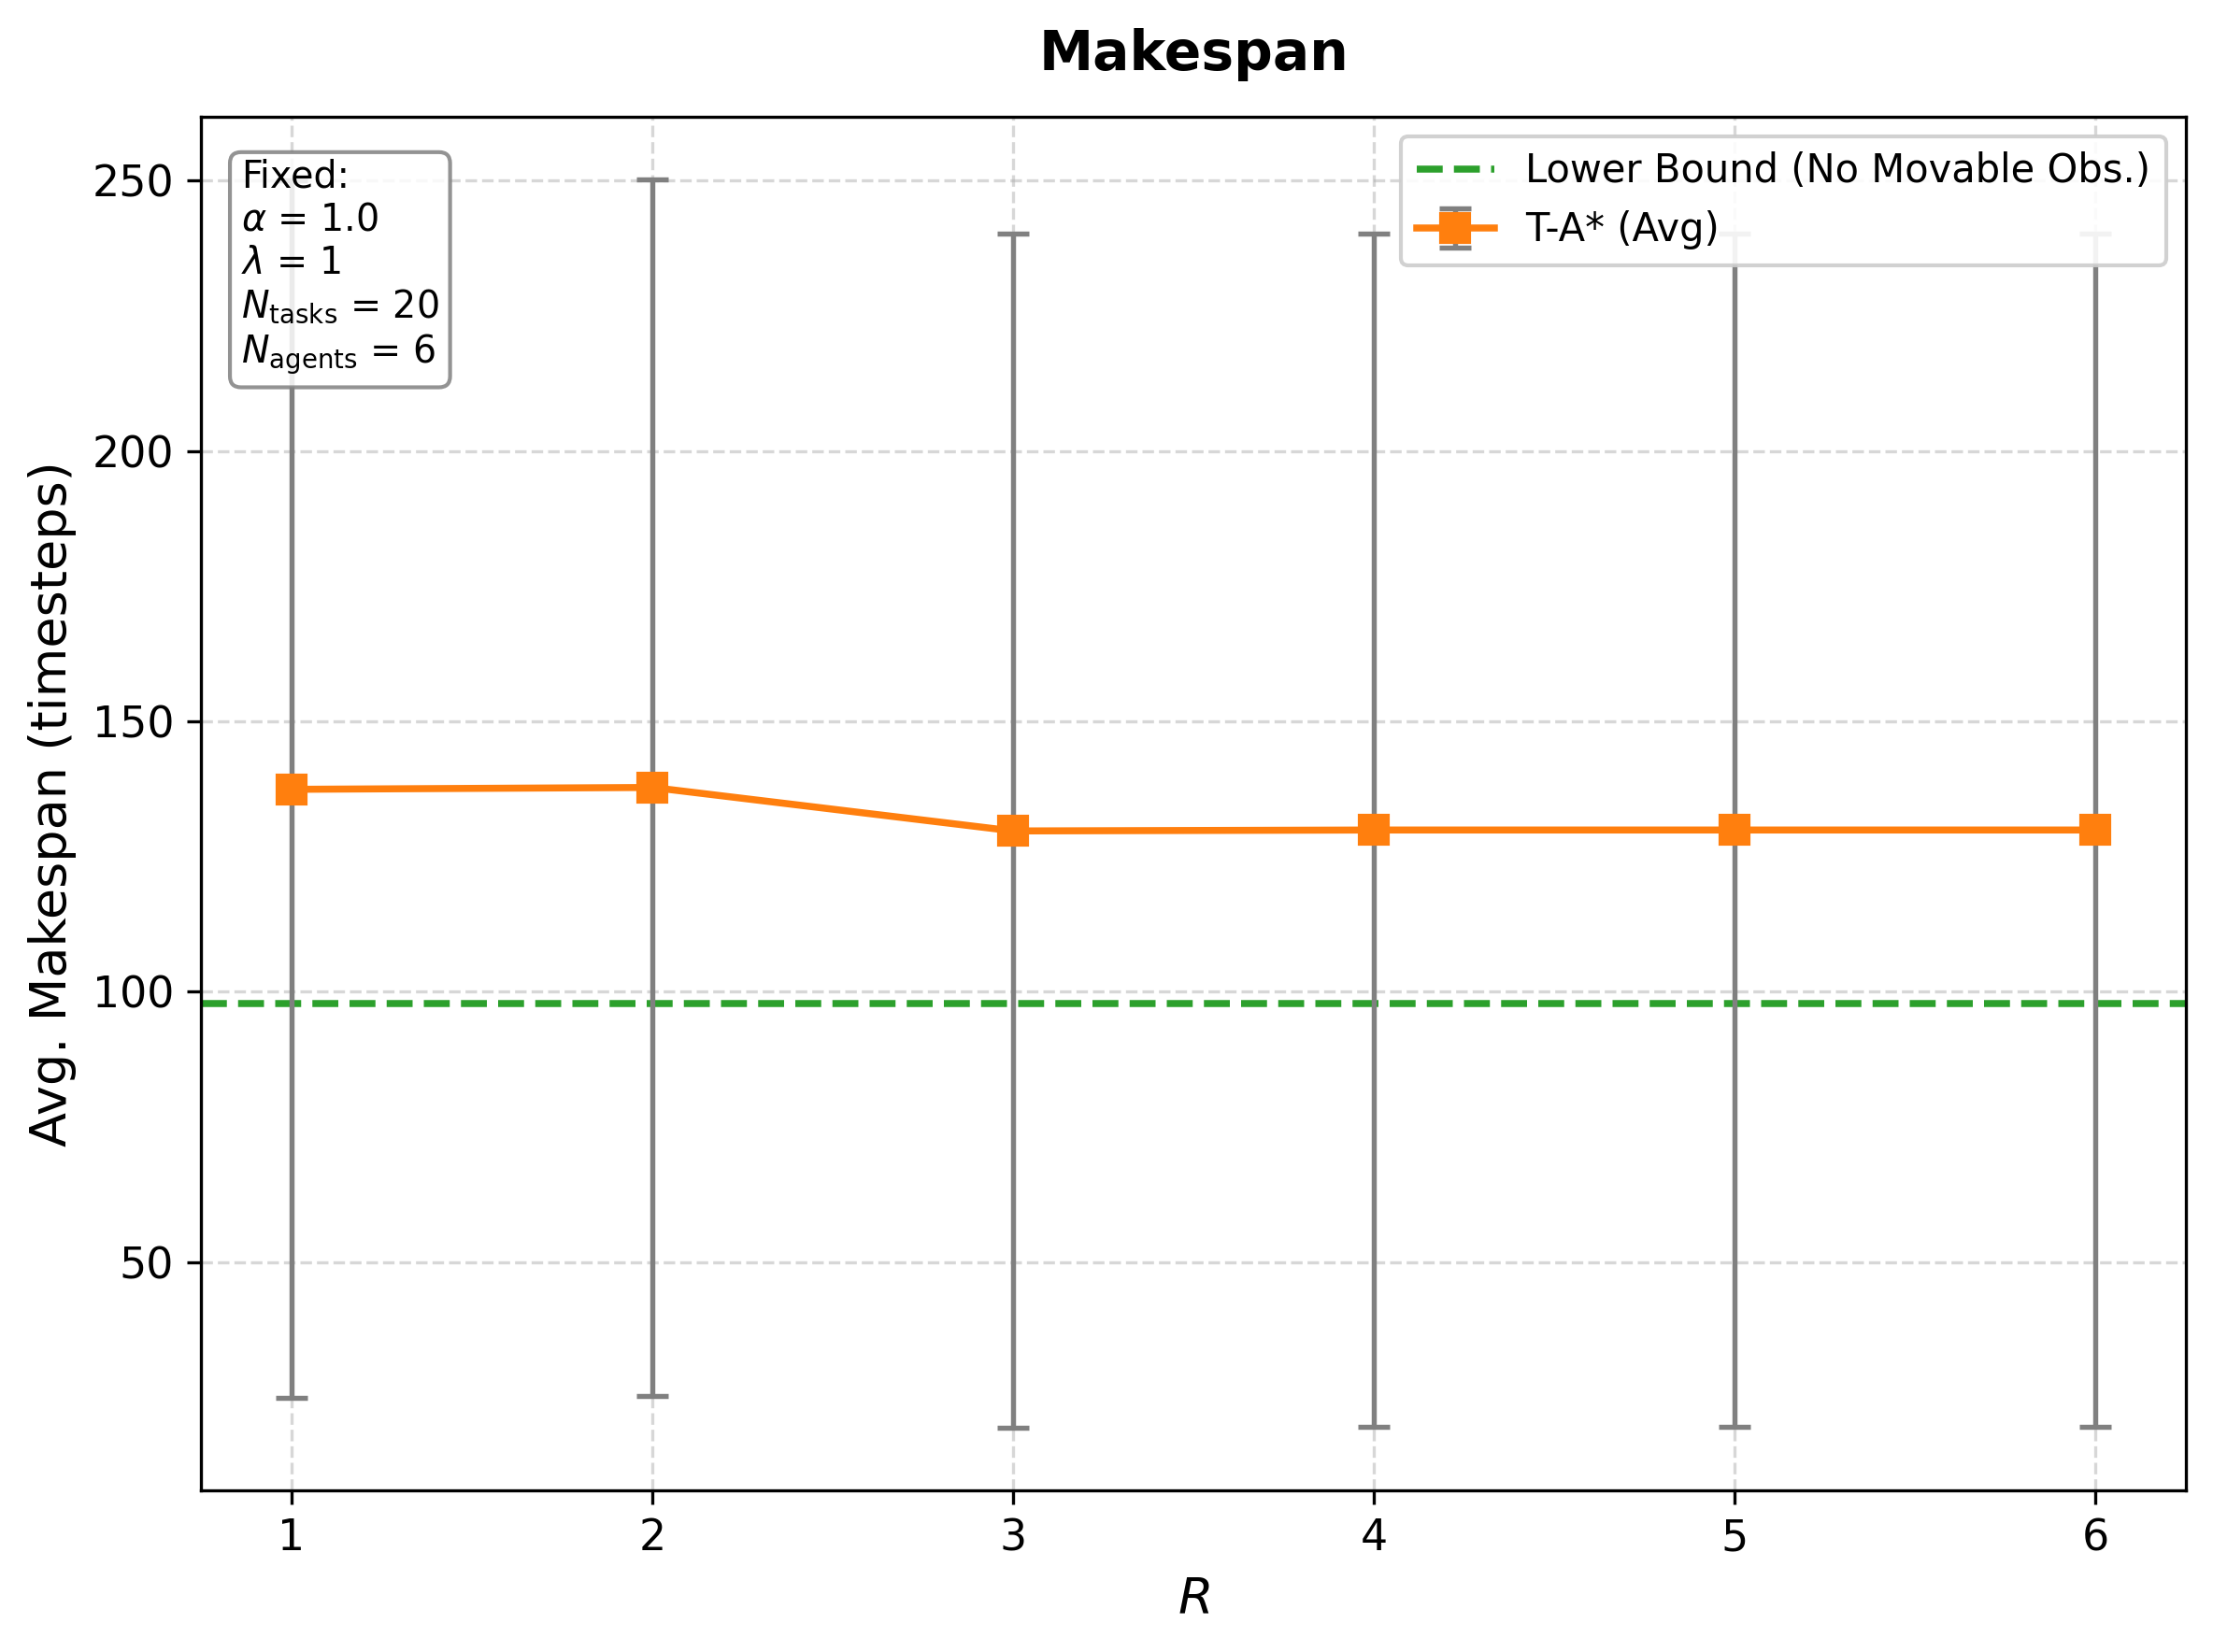 Makespan
Fixed:
α = 1.0
λ = 1
N_tasks = 20
N_agents = 6
Lower Bound (No Movable Obs.)
T-A* (Avg)
250
200
150
100
50
Avg. Makespan (timesteps)
1 2 3 4 5 6
R